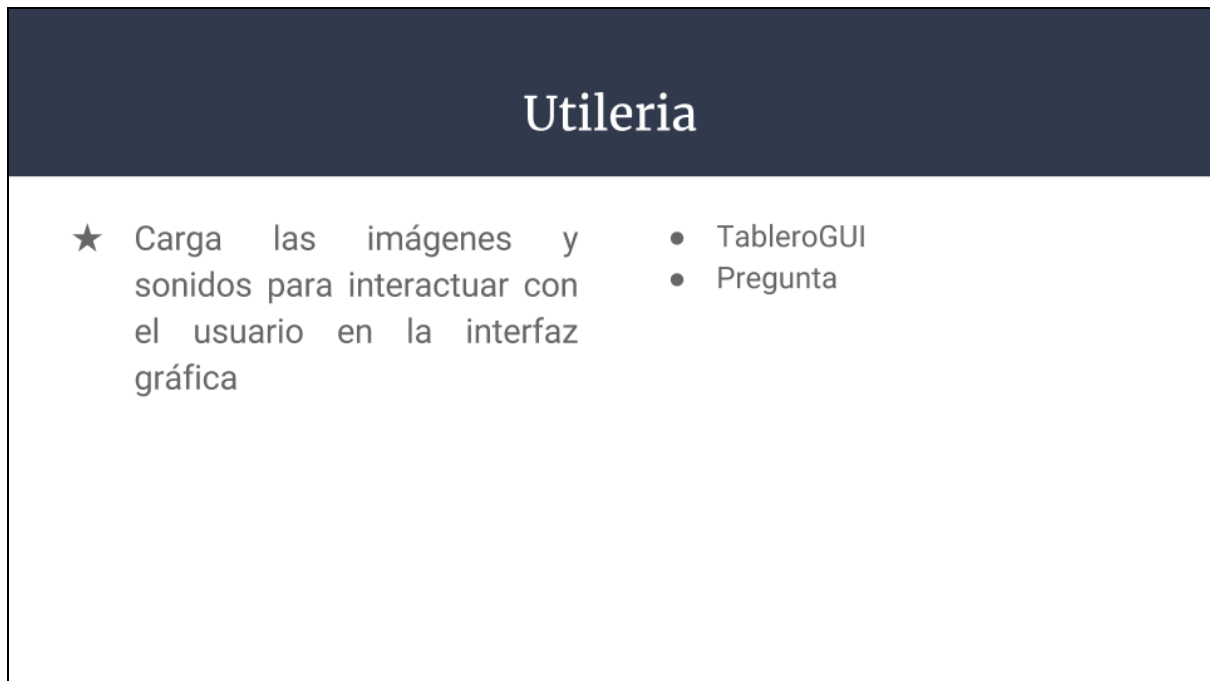 Utileria
★ Carga las imágenes y
sonidos para interactuar con
el usuario en la interfaz
gráfica
● TableroGUI
● Pregunta